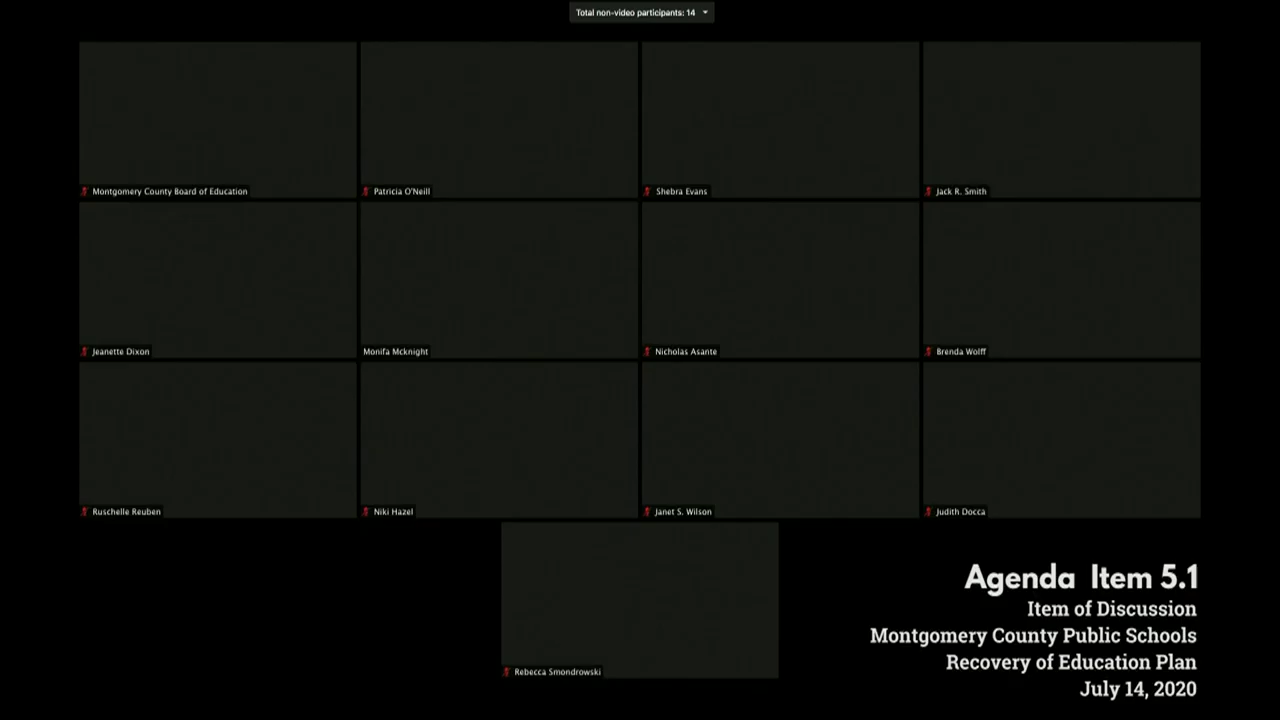 Total non-video participants: 14
Montgomery County Board of Education
Patricia O'Neill
Shebra Evans
Jack R. Smith
Jeanette Dixon
Monifa Mcknight
Nicholas Asante
Brenda Wolff
Ruschelle Reuben
Niki Hazel
Janet S. Wilson
Judith Docca
Rebecca Smondrowski
Agenda Item 5.1
Item of Discussion
Montgomery County Public Schools
Recovery of Education Plan
July 14, 2020